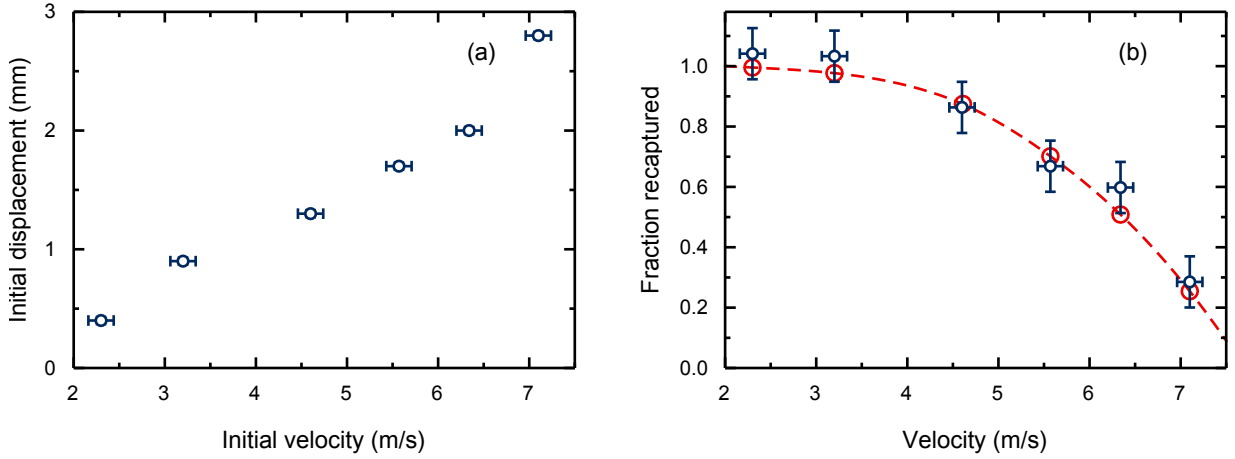 (a)
Initial displacement (mm)
3
2
1
0
2 3 4 5 6 7
Initial velocity (m/s)
(b)
Fraction recaptured
1.0
0.8
0.6
0.4
0.2
0.0
2 3 4 5 6 7
Velocity (m/s)